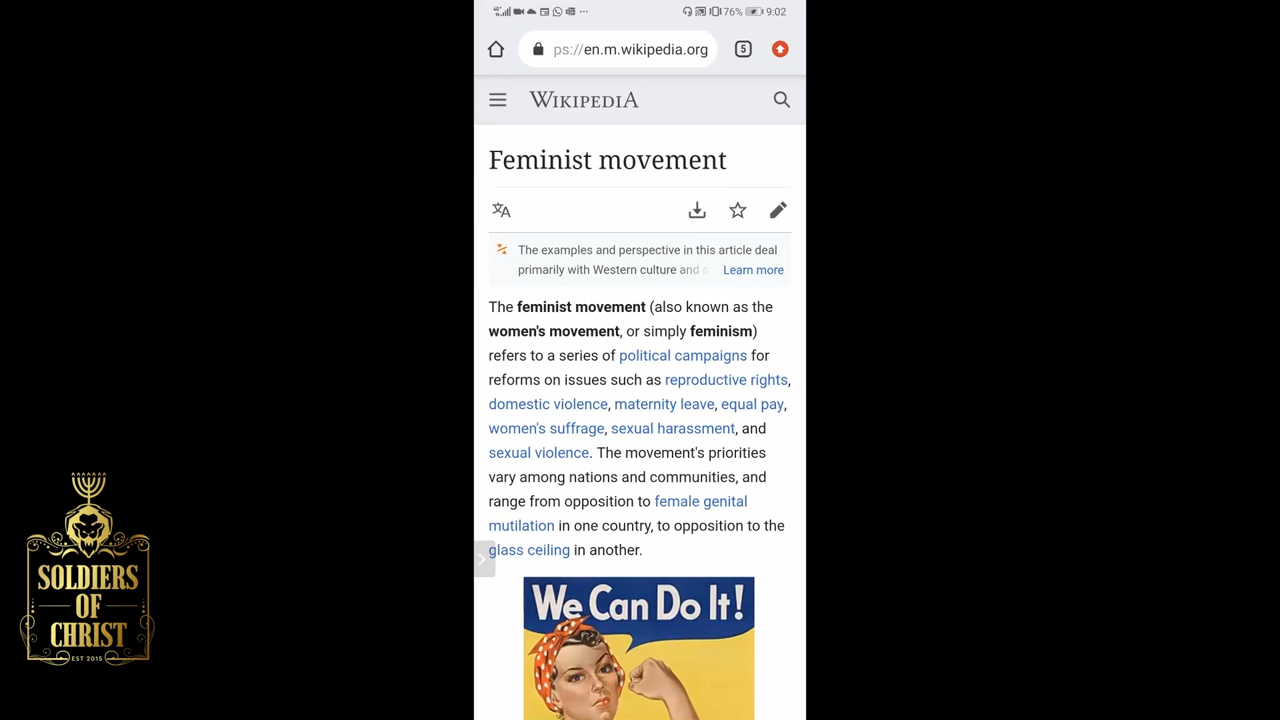 76%
9:02
ps://en.m.wikipedia.org
5
WIKIPEDIA
Feminist movement
The examples and perspective in this article deal
primarily with Western culture and
Learn more
The feminist movement (also known as the
women's movement, or simply feminism)
refers to a series of political campaigns for
reforms on issues such as reproductive rights,
domestic violence, maternity leave, equal pay,
women's suffrage, sexual harassment, and
sexual violence. The movement's priorities
vary among nations and communities, and
range from opposition to female genital
mutilation in one country, to opposition to the
glass ceiling in another.
We Can Do It!
SOLDIERS
OF
CHRIST
EST 2015